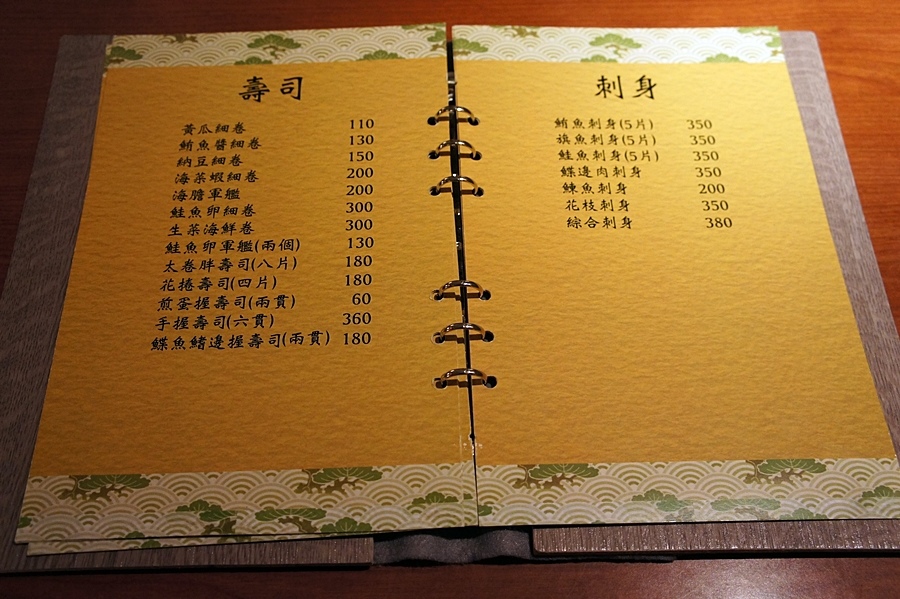 壽司
黃瓜細卷 110
鮪魚醬細卷 130
納豆細卷 150
海菜蝦細卷 200
海膽軍艦 200
鮭魚卵細卷 300
生菜海鮮卷 300
鮭魚卵軍艦(兩個) 130
太卷胖壽司(八片) 180
花捲壽司(四片) 180
煎蛋握壽司(兩貫) 60
手握壽司(六貫) 360
鰈魚鰭邊握壽司(兩貫) 180
刺身
鮪魚刺身(5片) 350
旗魚刺身(5片) 350
鮭魚刺身(5片) 350
鰈邊肉刺身 350
鰊魚刺身 200
花枝刺身 350
綜合刺身 380